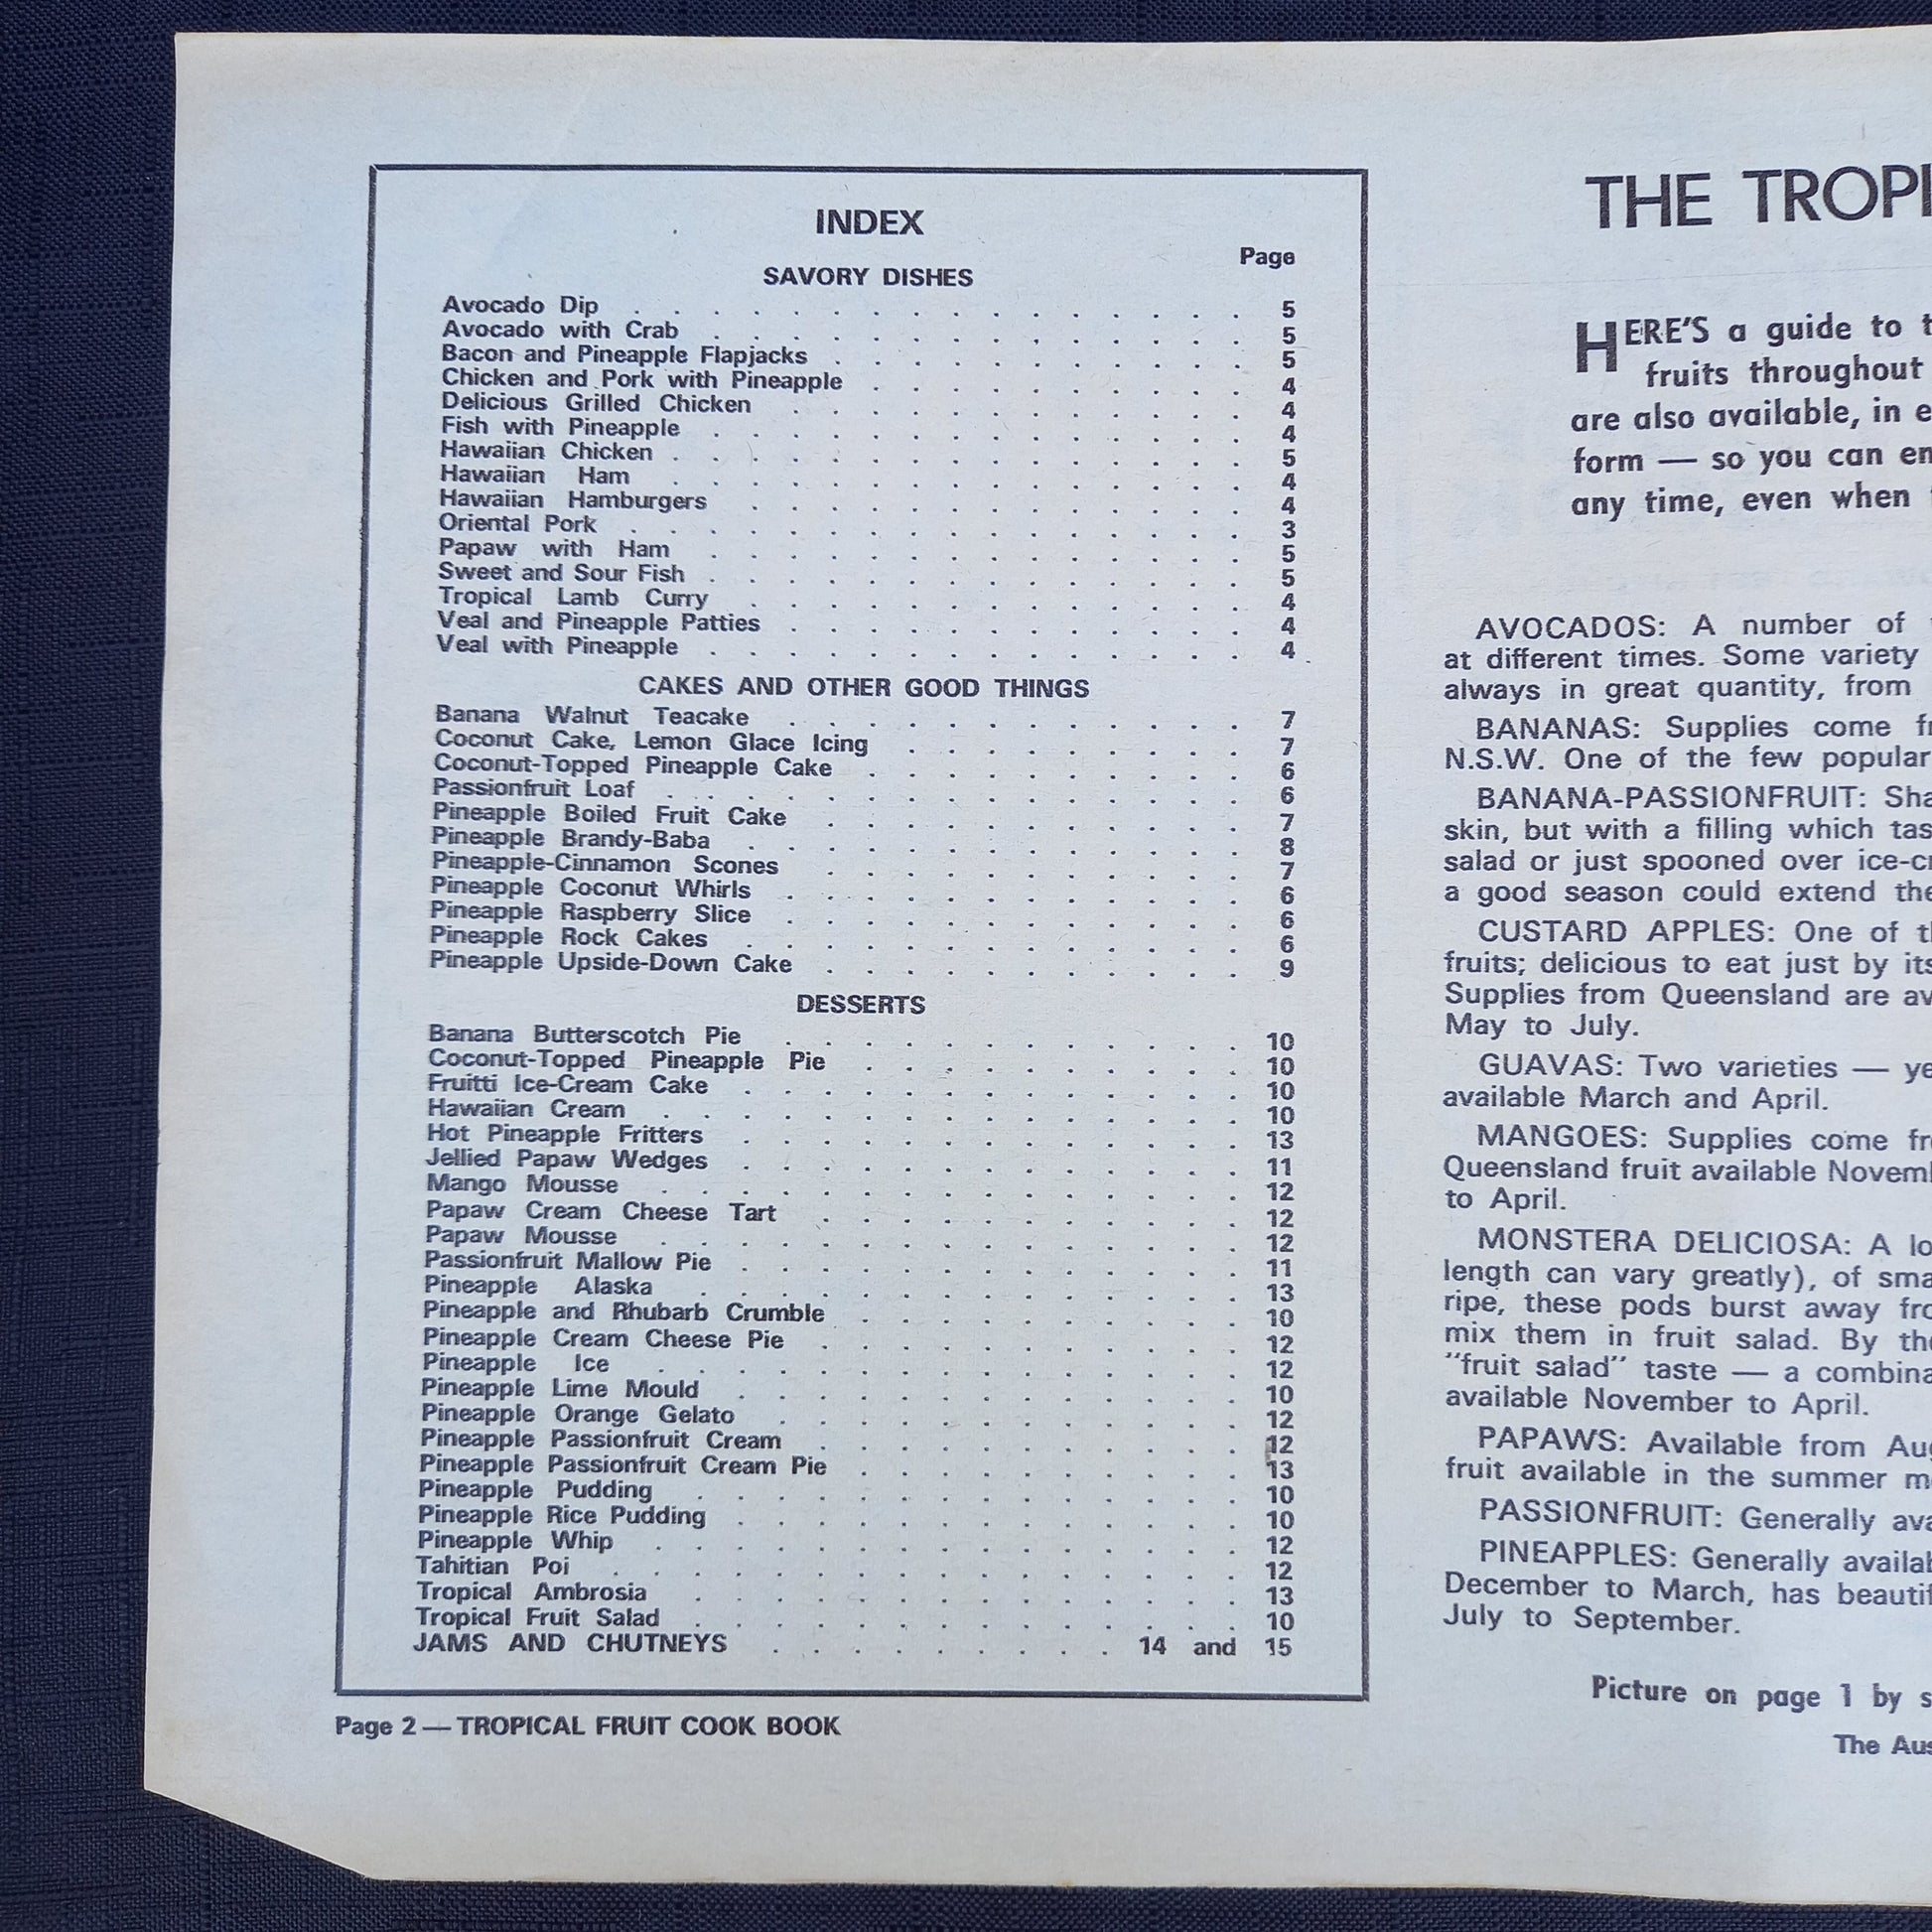 INDEX
Page
SAVORY DISHES
Avocado Dip . . . . . . . . . . . . . . . . 5
Avocado with Crab . . . . . . . . . . . . . . 5
Bacon and Pineapple Flapjacks . . . . . . . . . . . 5
Chicken and Pork with Pineapple . . . . . . . . . . 4
Delicious Grilled Chicken . . . . . . . . . . . . 4
Fish with Pineapple . . . . . . . . . . . . . . 4
Hawaiian Chicken . . . . . . . . . . . . . . . 5
Hawaiian Ham . . . . . . . . . . . . . . . 4
Hawaiian Hamburgers . . . . . . . . . . . . . 4
Oriental Pork . . . . . . . . . . . . . . . . 3
Papaw with Ham . . . . . . . . . . . . . . 5
Sweet and Sour Fish . . . . . . . . . . . . . . 5
Tropical Lamb Curry . . . . . . . . . . . . . 4
Veal and Pineapple Patties . . . . . . . . . . . . 4
Veal with Pineapple . . . . . . . . . . . . . . 4
CAKES AND OTHER GOOD THINGS
Banana Walnut Teacake . . . . . . . . . . . . 7
Coconut Cake, Lemon Glace Icing . . . . . . . . . 7
Coconut-Topped Pineapple Cake . . . . . . . . . . 6
Passionfruit Loaf . . . . . . . . . . . . . . . 6
Pineapple Boiled Fruit Cake . . . . . . . . . . . 7
Pineapple Brandy-Baba . . . . . . . . . . . . . 8
Pineapple-Cinnamon Scones . . . . . . . . . . . 7
Pineapple Coconut Whirls . . . . . . . . . . . . 6
Pineapple Raspberry Slice . . . . . . . . . . . . 6
Pineapple Rock Cakes . . . . . . . . . . . . . 6
Pineapple Upside-Down Cake . . . . . . . . . . . 9
DESSERTS
Banana Butterscotch Pie . . . . . . . . . . . . 10
Coconut-Topped Pineapple Pie . . . . . . . . . . 10
Fruitti Ice-Cream Cake . . . . . . . . . . . . . 10
Hawaiian Cream . . . . . . . . . . . . . . . 10
Hot Pineapple Fritters . . . . . . . . . . . . . 13
Jellied Papaw Wedges . . . . . . . . . . . . . 11
Mango Mousse . . . . . . . . . . . . . . . 12
Papaw Cream Cheese Tart . . . . . . . . . . . 12
Papaw Mousse . . . . . . . . . . . . . . . 12
Passionfruit Mallow Pie . . . . . . . . . . . . . 11
Pineapple Alaska . . . . . . . . . . . . . . 13
Pineapple and Rhubarb Crumble . . . . . . . . . . 10
Pineapple Cream Cheese Pie . . . . . . . . . . . 12
Pineapple Ice . . . . . . . . . . . . . . . 12
Pineapple Lime Mould . . . . . . . . . . . . . 10
Pineapple Orange Gelato . . . . . . . . . . . . 12
Pineapple Passionfruit Cream . . . . . . . . . . . 12
Pineapple Passionfruit Cream Pie . . . . . . . . . . 13
Pineapple Pudding . . . . . . . . . . . . . . 10
Pineapple Rice Pudding . . . . . . . . . . . . . 10
Pineapple Whip . . . . . . . . . . . . . . . 12
Tahitian Poi . . . . . . . . . . . . . . . . 12
Tropical Ambrosia . . . . . . . . . . . . . . 13
Tropical Fruit Salad . . . . . . . . . . . . . . 10
JAMS AND CHUTNEYS . . . . . . . . . 14 and 15
Page 2 — TROPICAL FRUIT COOK BOOK
THE TROPI
HERE'S a guide to t
fruits throughout
are also available, in e
form — so you can en
any time, even when
AVOCADOS: A number of
at different times. Some variety
always in great quantity, from
BANANAS: Supplies come fr
N.S.W. One of the few popular
BANANA-PASSIONFRUIT: Sha
skin, but with a filling which tas
salad or just spooned over ice-cr
a good season could extend the
CUSTARD APPLES: One of th
fruits; delicious to eat just by its
Supplies from Queensland are av
May to July.
GUAVAS: Two varieties — ye
available March and April.
MANGOES: Supplies come fro
Queensland fruit available Novem
to April.
MONSTERA DELICIOSA: A lo
length can vary greatly), of sma
ripe, these pods burst away fro
mix them in fruit salad. By the
"fruit salad" taste — a combina
available November to April.
PAPAWS: Available from Aug
fruit available in the summer m
PASSIONFRUIT: Generally ava
PINEAPPLES: Generally availab
December to March, has beautif
July to September.
Picture on page 1 by s
The Aus